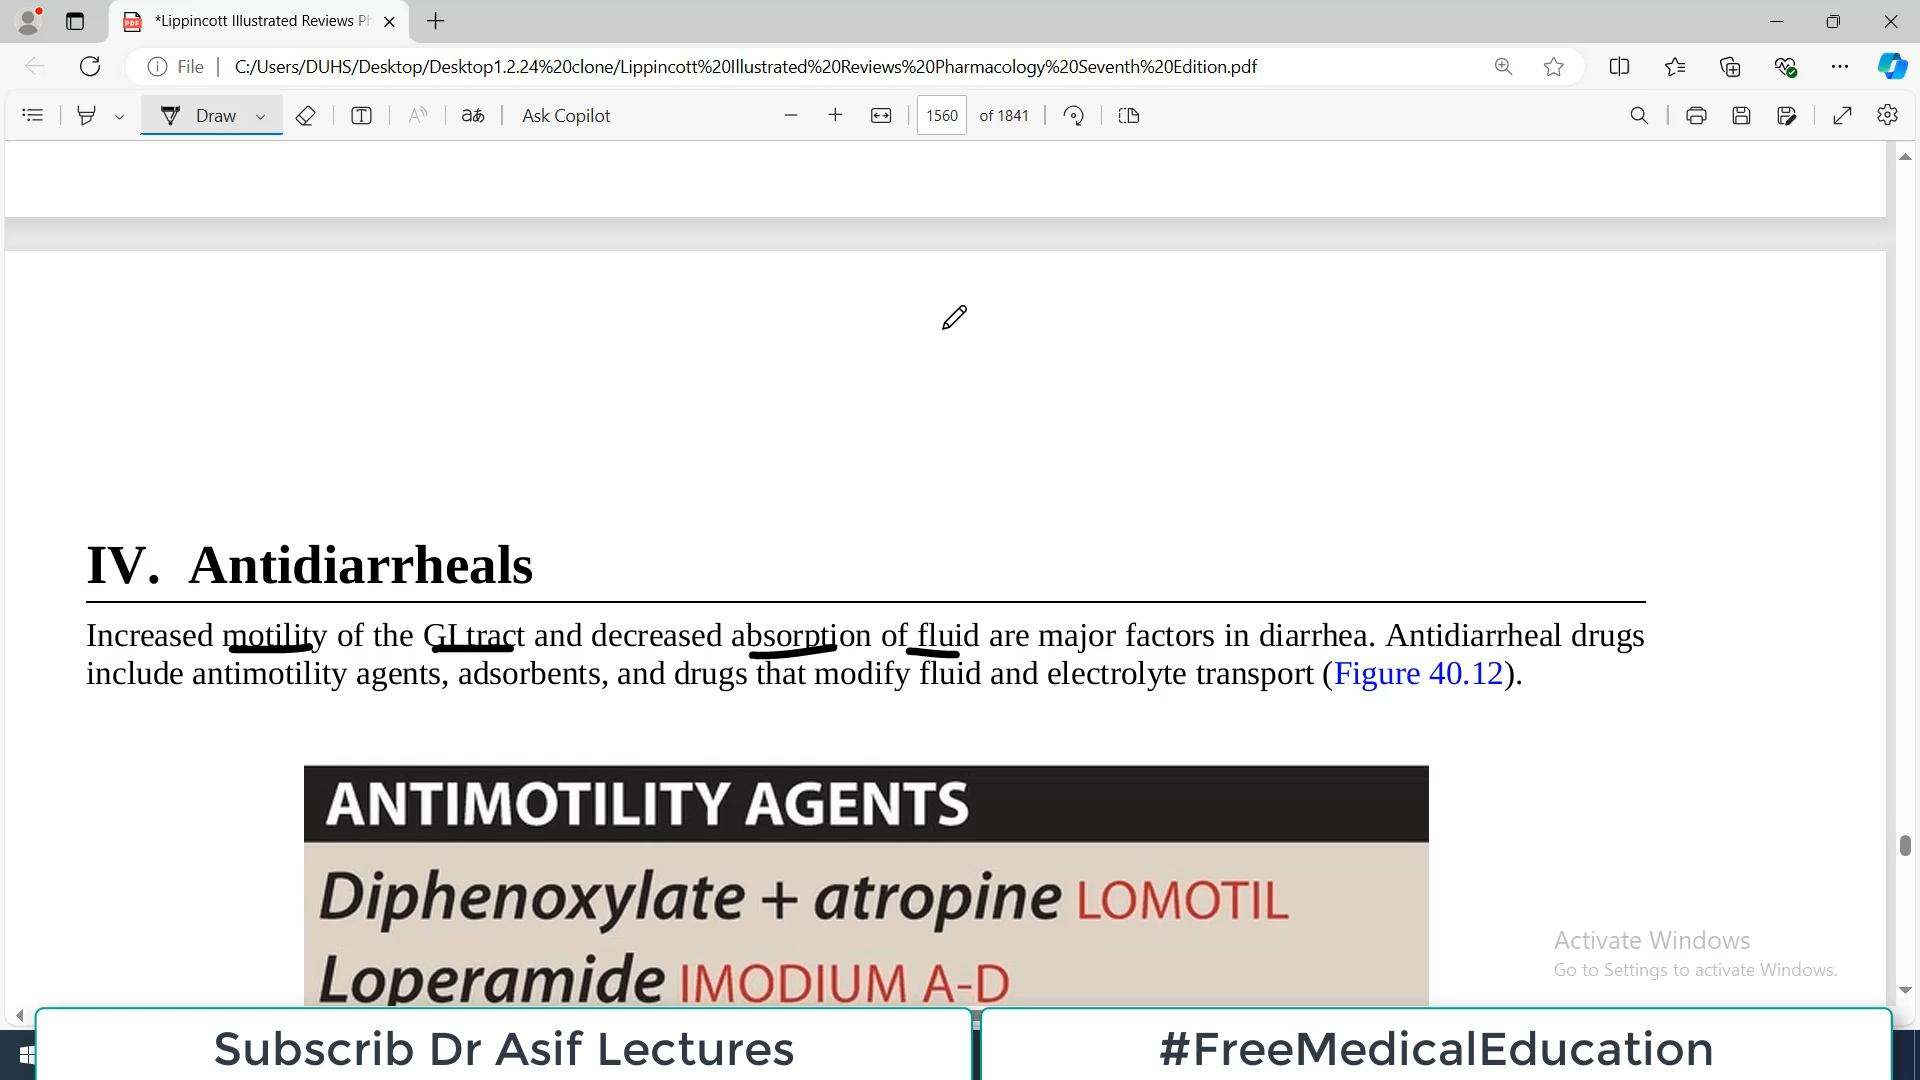 *Lippincott Illustrated Reviews Ph
File
C:/Users/DUHS/Desktop/Desktop1.2.24%20clone/Lippincott%20Illustrated%20Reviews%20Pharmacology%20Seventh%20Edition.pdf
Draw
Ask Copilot
1560 of 1841
IV. Antidiarrheals
Increased motility of the GI tract and decreased absorption of fluid are major factors in diarrhea. Antidiarrheal drugs
include antimotility agents, adsorbents, and drugs that modify fluid and electrolyte transport (Figure 40.12).
ANTIMOTILITY AGENTS
Diphenoxylate + atropine LOMOTIL
Loperamide IMODIUM A-D
Activate Windows
Go to Settings to activate Windows.
Subscrib Dr Asif Lectures
#FreeMedicalEducation